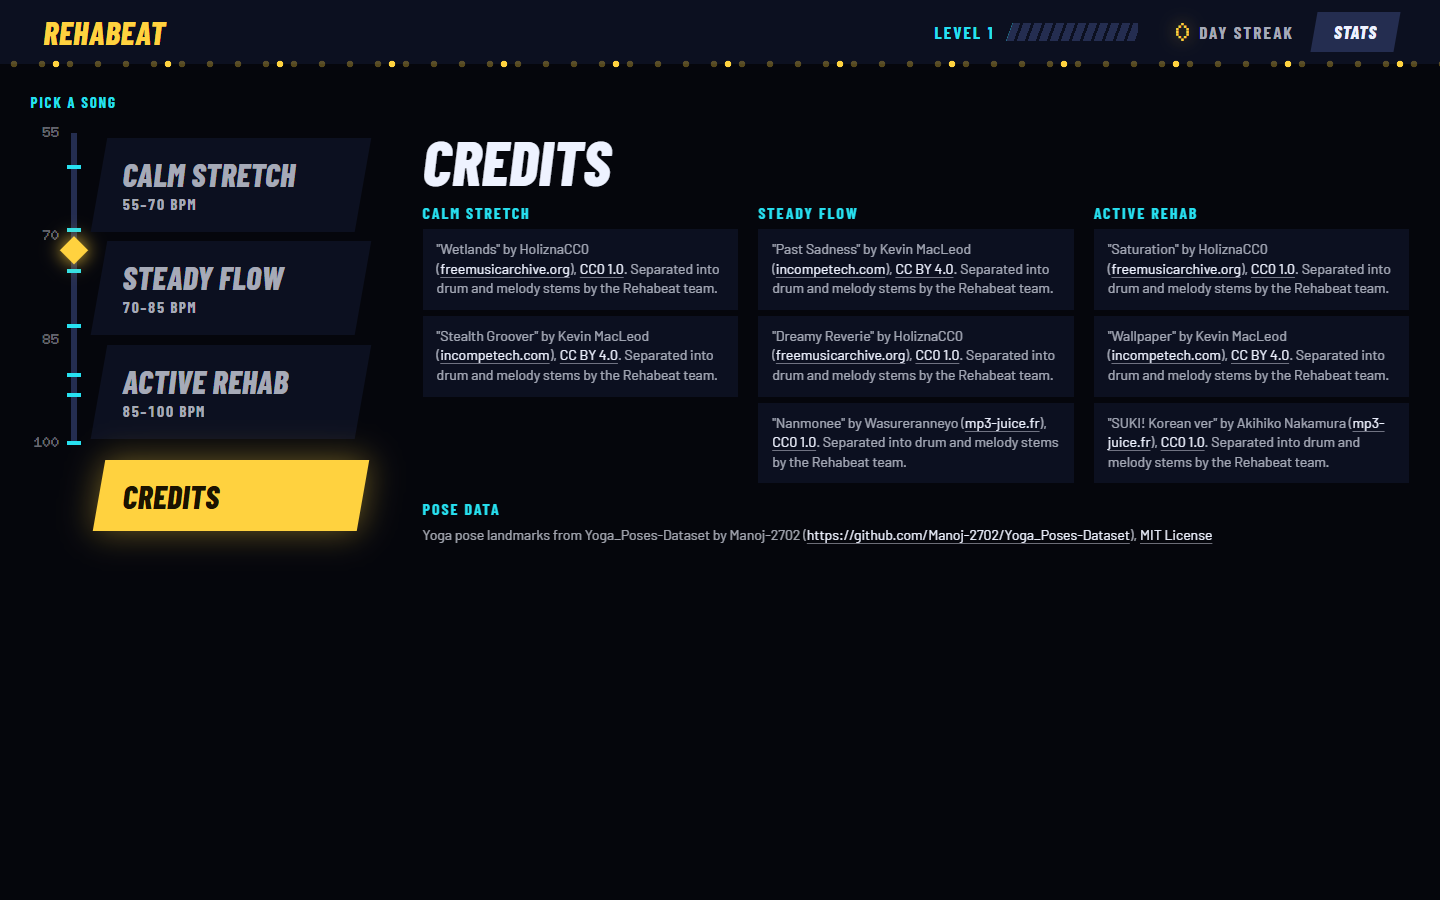 REHABEAT
LEVEL 1
0 DAY STREAK
STATS
PICK A SONG
55
70
85
100
CALM STRETCH
55-70 BPM
STEADY FLOW
70-85 BPM
ACTIVE REHAB
85-100 BPM
CREDITS
CREDITS
CALM STRETCH
"Wetlands" by HoliznaCC0
(freemusicarchive.org), CC0 1.0. Separated into
drum and melody stems by the Rehabeat team.
"Stealth Groover" by Kevin MacLeod
(incompetech.com), CC BY 4.0. Separated into
drum and melody stems by the Rehabeat team.
STEADY FLOW
"Past Sadness" by Kevin MacLeod
(incompetech.com), CC BY 4.0. Separated into
drum and melody stems by the Rehabeat team.
"Dreamy Reverie" by HoliznaCC0
(freemusicarchive.org), CC0 1.0. Separated into
drum and melody stems by the Rehabeat team.
"Nanmonee" by Wasureranneyo (mp3-juice.fr),
CC0 1.0. Separated into drum and melody stems
by the Rehabeat team.
ACTIVE REHAB
"Saturation" by HoliznaCC0
(freemusicarchive.org), CC0 1.0. Separated into
drum and melody stems by the Rehabeat team.
"Wallpaper" by Kevin MacLeod
(incompetech.com), CC BY 4.0. Separated into
drum and melody stems by the Rehabeat team.
"SUKI! Korean ver" by Akihiko Nakamura (mp3-
juice.fr), CC0 1.0. Separated into drum and
melody stems by the Rehabeat team.
POSE DATA
Yoga pose landmarks from Yoga_Poses-Dataset by Manoj-2702 (https://github.com/Manoj-2702/Yoga_Poses-Dataset), MIT License